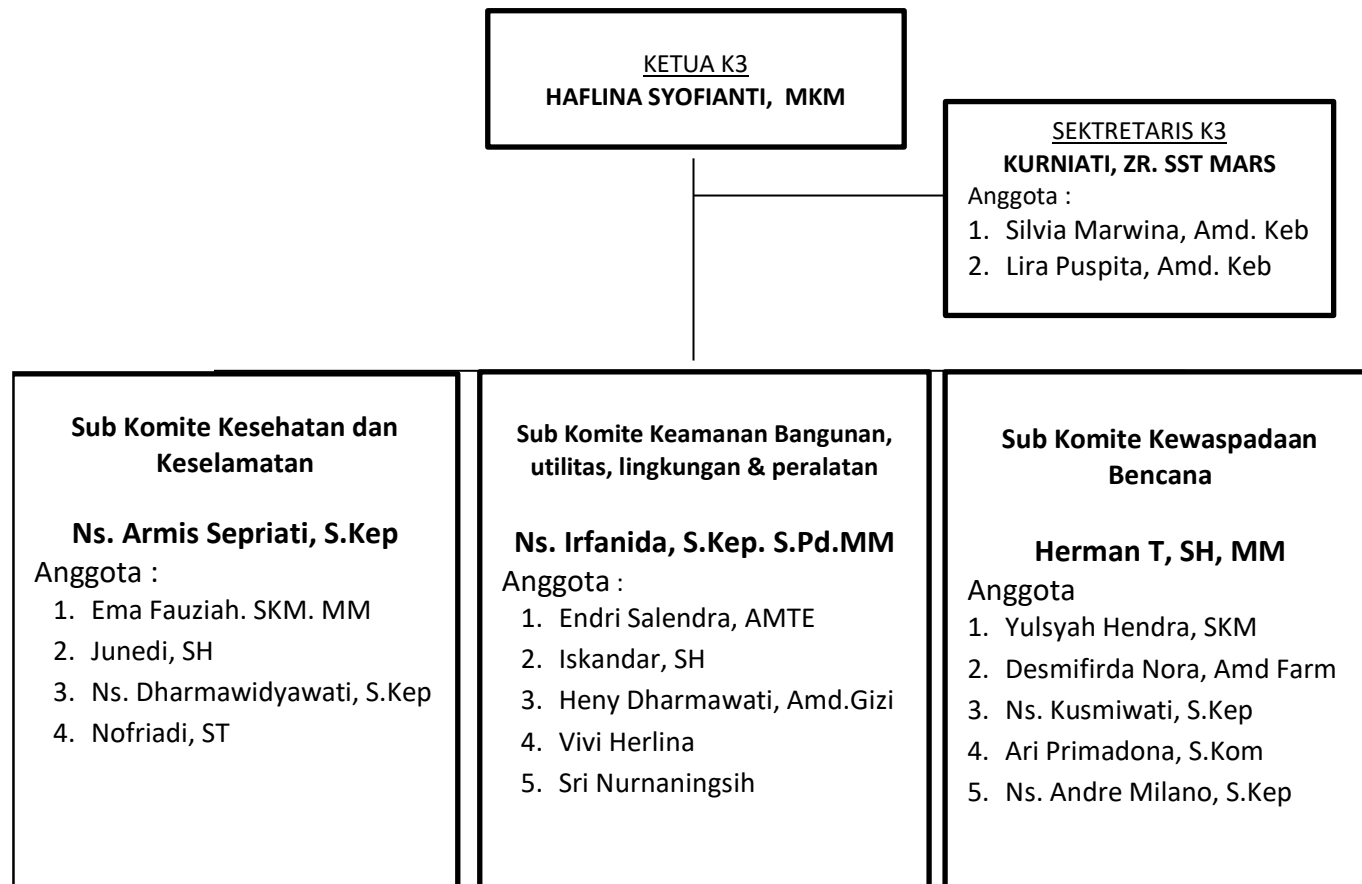 KETUA K3
HAFLINA SYOFIANTI, MKM
SEKTRETARIS K3
KURNIATI, ZR. SST MARS
Anggota :
1. Silvia Marwina, Amd. Keb
2. Lira Puspita, Amd. Keb
Sub Komite Kesehatan dan
Keselamatan
Ns. Armis Sepriati, S.Kep
Anggota :
1. Ema Fauziah. SKM. MM
2. Junedi, SH
3. Ns. Dharmawidyawati, S.Kep
4. Nofriadi, ST
Sub Komite Keamanan Bangunan,
utilitas, lingkungan & peralatan
Ns. Irfanida, S.Kep. S.Pd.MM
Anggota :
1. Endri Salendra, AMTE
2. Iskandar, SH
3. Heny Dharmawati, Amd.Gizi
4. Vivi Herlina
5. Sri Nurnaningsih
Sub Komite Kewaspadaan
Bencana
Herman T, SH, MM
Anggota
1. Yulsyah Hendra, SKM
2. Desmifirda Nora, Amd Farm
3. Ns. Kusmiwati, S.Kep
4. Ari Primadona, S.Kom
5. Ns. Andre Milano, S.Kep